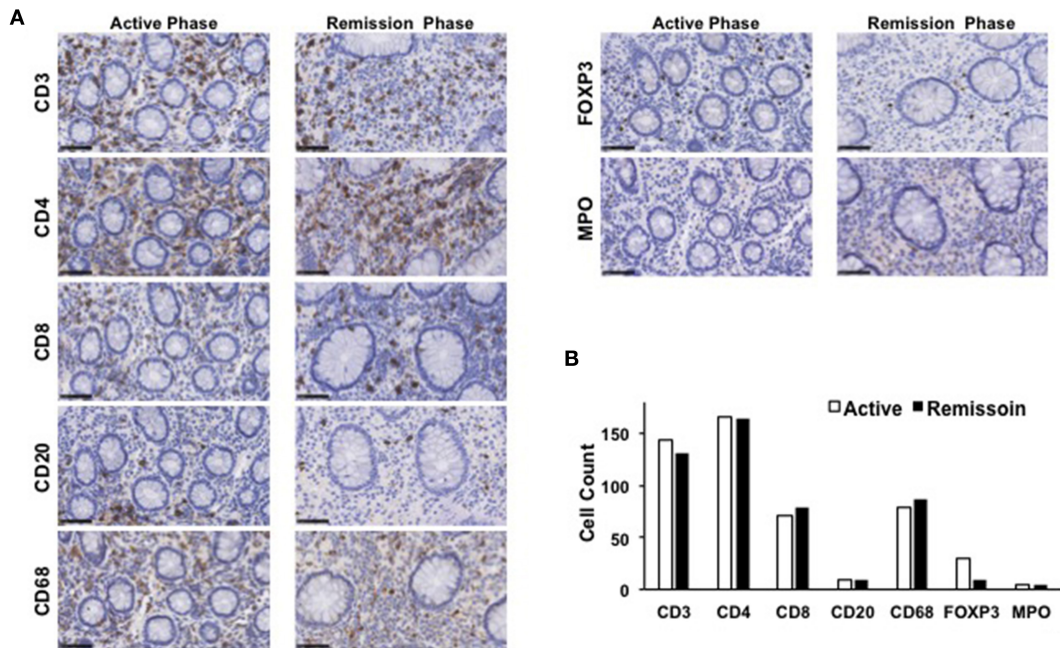 A
Active Phase
Remission Phase
CD3
CD4
CD8
CD20
CD68
Active Phase
Remission Phase
FOXP3
MPO
B
Active
Remissoin
Cell Count
150
100
50
0
CD3 CD4 CD8 CD20 CD68 FOXP3 MPO